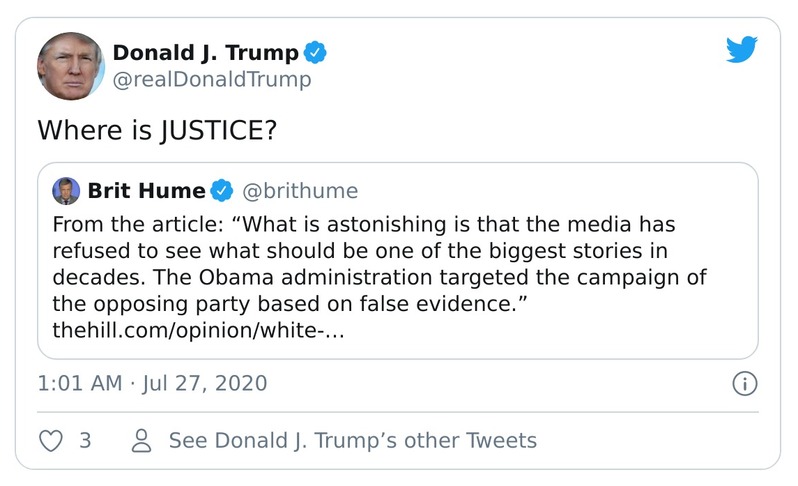 Donald J. Trump
@realDonaldTrump
Where is JUSTICE?
Brit Hume @brithume
From the article: “What is astonishing is that the media has
refused to see what should be one of the biggest stories in
decades. The Obama administration targeted the campaign of
the opposing party based on false evidence.”
thehill.com/opinion/white-…
1:01 AM · Jul 27, 2020
3 See Donald J. Trump’s other Tweets